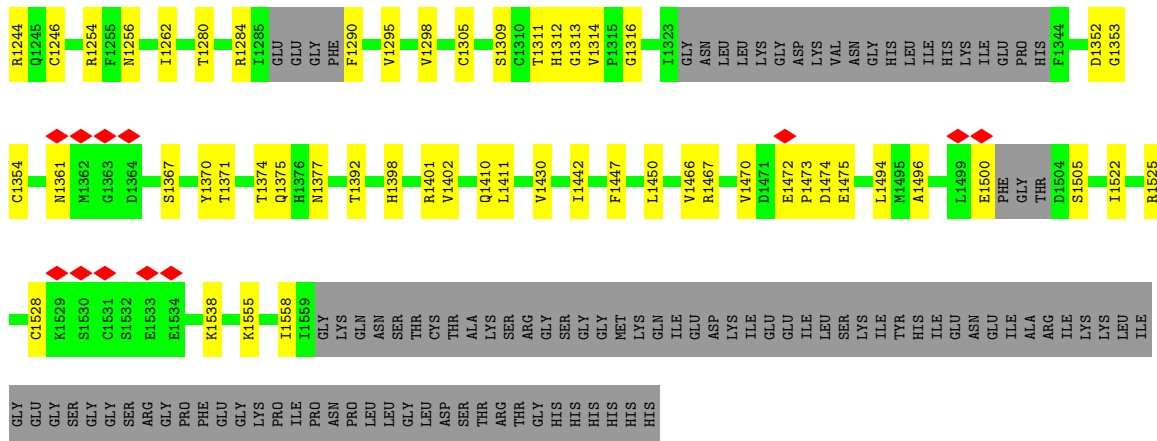 R1244 Q1245 C1246 R1254 F1255 N1256 I1262 T1280 R1284 I1285 GLU GLU GLY PHE F1290 V1295 V1298 C1305 S1309 C1310 T1311 H1312 G1313 V1314 P1315 G1316 I1323 GLY ASN LEU LEU LYS GLY ASP LYS VAL ASN GLY HIS LEU ILE HIS LYS ILE GLU PRO HIS F1344 D1352 G1353
C1354 N1361 M1362 G1363 D1364 S1367 Y1370 T1371 T1374 Q1375 H1376 N1377 T1392 H1398 R1401 V1402 Q1410 L1411 V1430 I1442 F1447 L1450 V1466 R1467 V1470 D1471 E1472 P1473 D1474 E1475 L1494 M1495 A1496 L1499 E1500 PHE GLY THR D1504 S1505 I1522 R1525
C1528 K1529 S1530 C1531 S1532 E1533 E1534 K1538 K1555 I1558 I1559 GLY LYS GLN ASN SER THR CYS THR ALA LYS SER ARG GLY SER GLY GLY MET LYS GLN ILE GLU ASP LYS ILE GLU GLU ILE LEU SER LYS ILE TYR HIS ILE GLU ASN GLU ILE ALA ARG ILE LYS LYS LEU ILE
GLY GLU GLY SER GLY GLY SER ARG GLY PRO PHE GLU GLY LYS PRO ILE PRO ASN PRO LEU LEU GLY LEU ASP SER THR ARG THR GLY HIS HIS HIS HIS HIS HIS